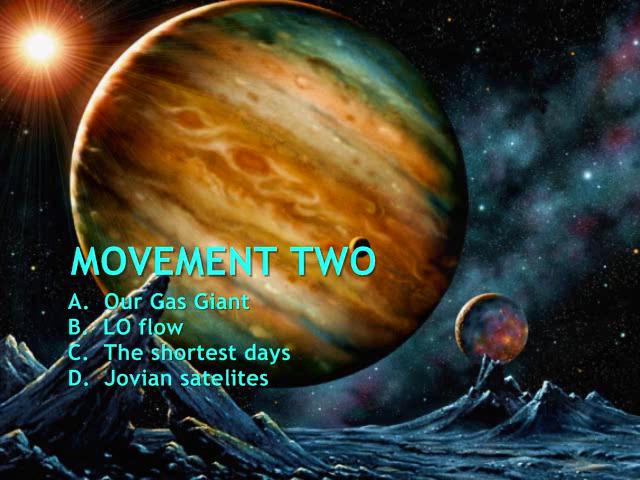 MOVEMENT TWO
A. Our Gas Giant
B. LO flow
C. The shortest days
D. Jovian satelites